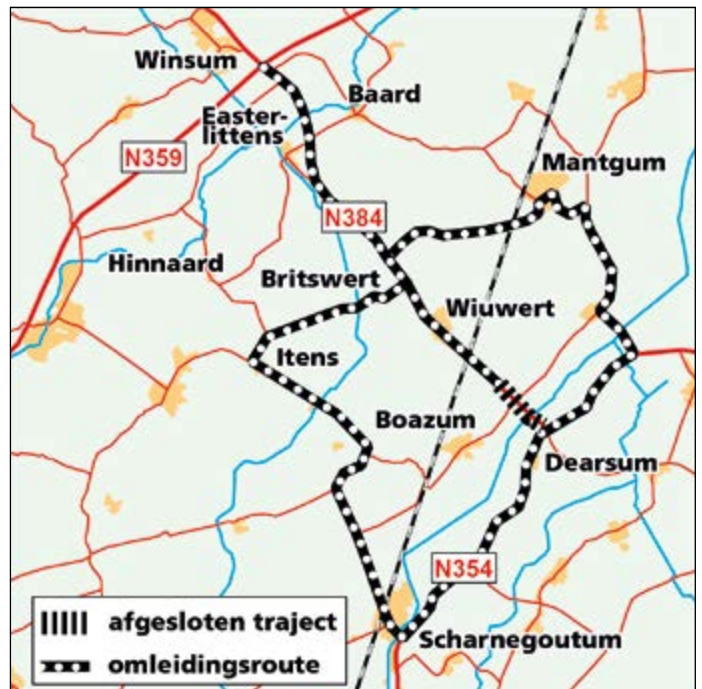 Winsum
Baard
Easter-
littens
N359
Mantgum
N384
Hinnaard
Britswert
Wiuwert
Itens
Boazum
Dearsum
N354
afgesloten traject
Scharnegoutum
omleidingsroute